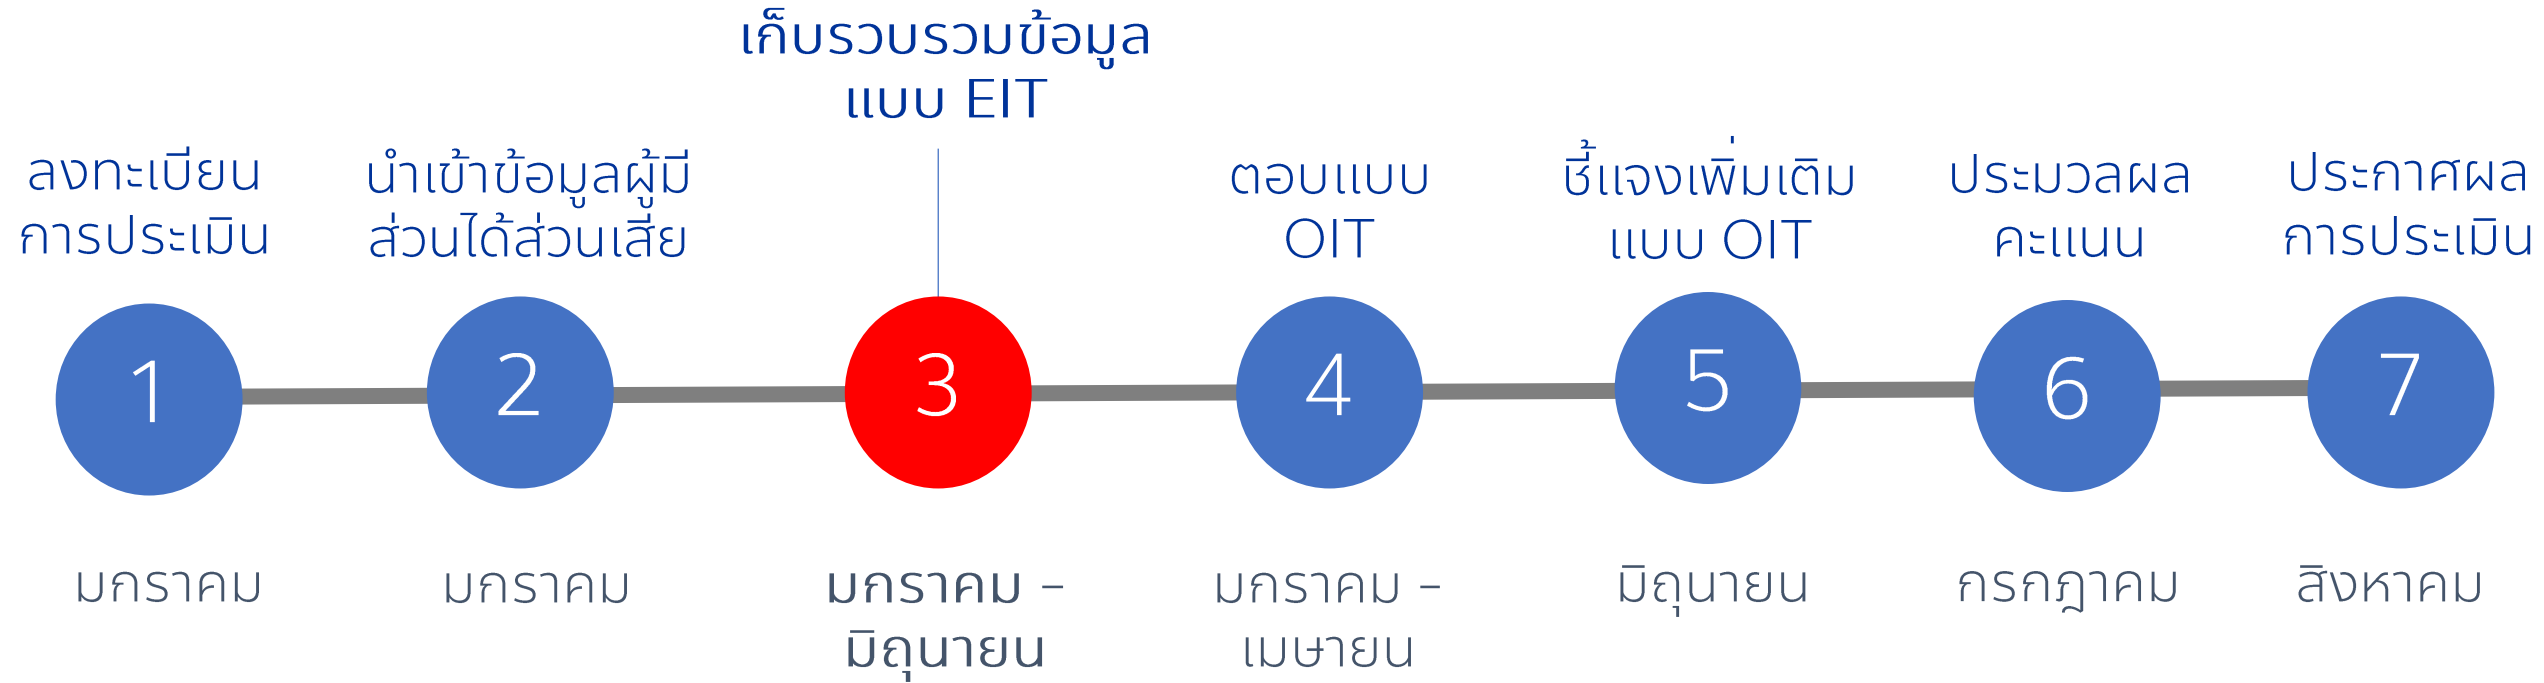 เก็บรวบรวมข้อมูล
แบบ EIT
ลงทะเบียน
การประเมิน
นำเข้าข้อมูลผู้มี
ส่วนได้ส่วนเสีย
ตอบแบบ
OIT
ชี้แจงเพิ่มเติม
แบบ OIT
ประมวลผล
คะแนน
ประกาศผล
การประเมิน
1
2
3
4
5
6
7
มกราคม
มกราคม
มกราคม –
มิถุนายน
มกราคม –
เมษายน
มิถุนายน
กรกฎาคม
สิงหาคม